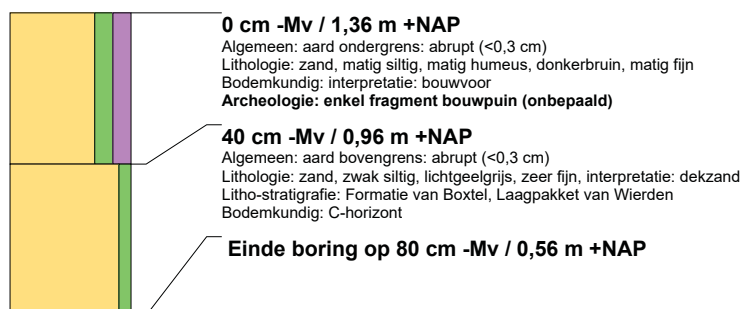 0 cm -Mv / 1,36 m +NAP
Algemeen: aard ondergrens: abrupt (<0,3 cm)
Lithologie: zand, matig siltig, matig humeus, donkerbruin, matig fijn
Bodemkundig: interpretatie: bouwvoor
Archeologie: enkel fragment bouwpuin (onbepaald)
40 cm -Mv / 0,96 m +NAP
Algemeen: aard bovengrens: abrupt (<0,3 cm)
Lithologie: zand, zwak siltig, lichtgeelgrijs, zeer fijn, interpretatie: dekzand
Litho-stratigrafie: Formatie van Boxtel, Laagpakket van Wierden
Bodemkundig: C-horizont
Einde boring op 80 cm -Mv / 0,56 m +NAP